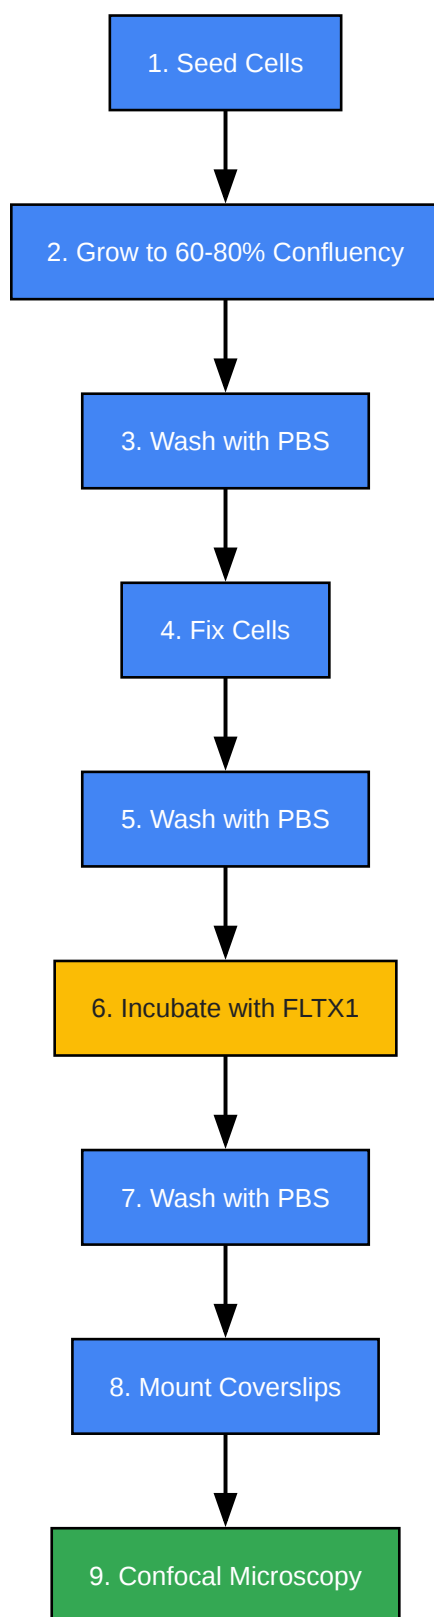 1. Seed Cells
2. Grow to 60-80% Confluency
3. Wash with PBS
4. Fix Cells
5. Wash with PBS
6. Incubate with FLTX1
7. Wash with PBS
8. Mount Coverslips
9. Confocal Microscopy